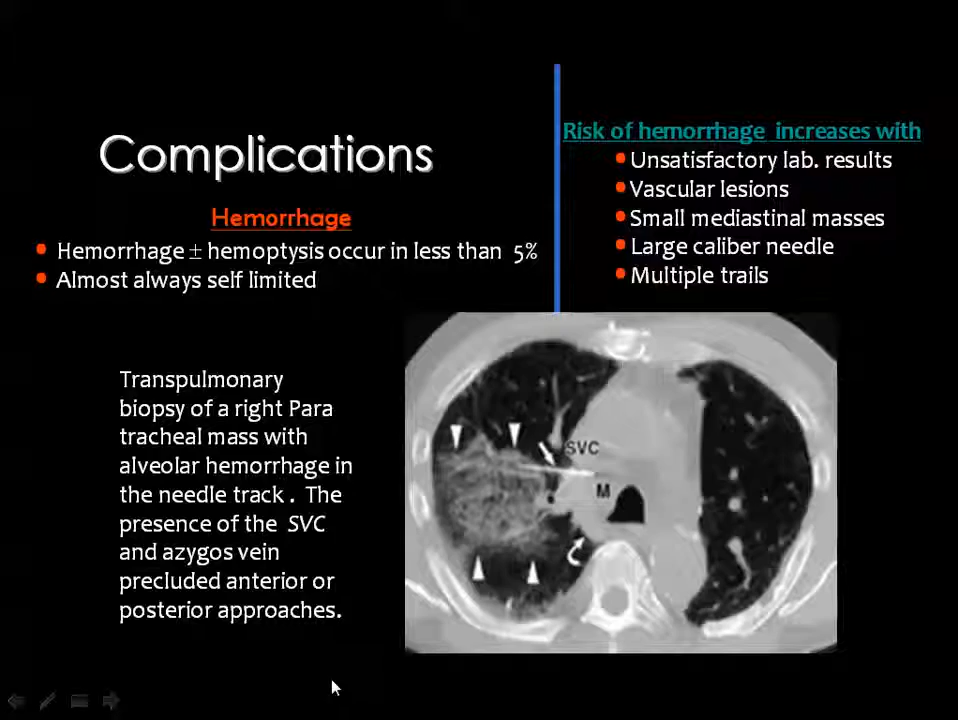 Complications
Hemorrhage
• Hemorrhage ± hemoptysis occur in less than 5%
• Almost always self limited
Risk of hemorrhage increases with
• Unsatisfactory lab. results
• Vascular lesions
• Small mediastinal masses
• Large caliber needle
• Multiple trails
Transpulmonary
biopsy of a right Para
tracheal mass with
alveolar hemorrhage in
the needle track . The
presence of the SVC
and azygos vein
precluded anterior or
posterior approaches.
SVC
M